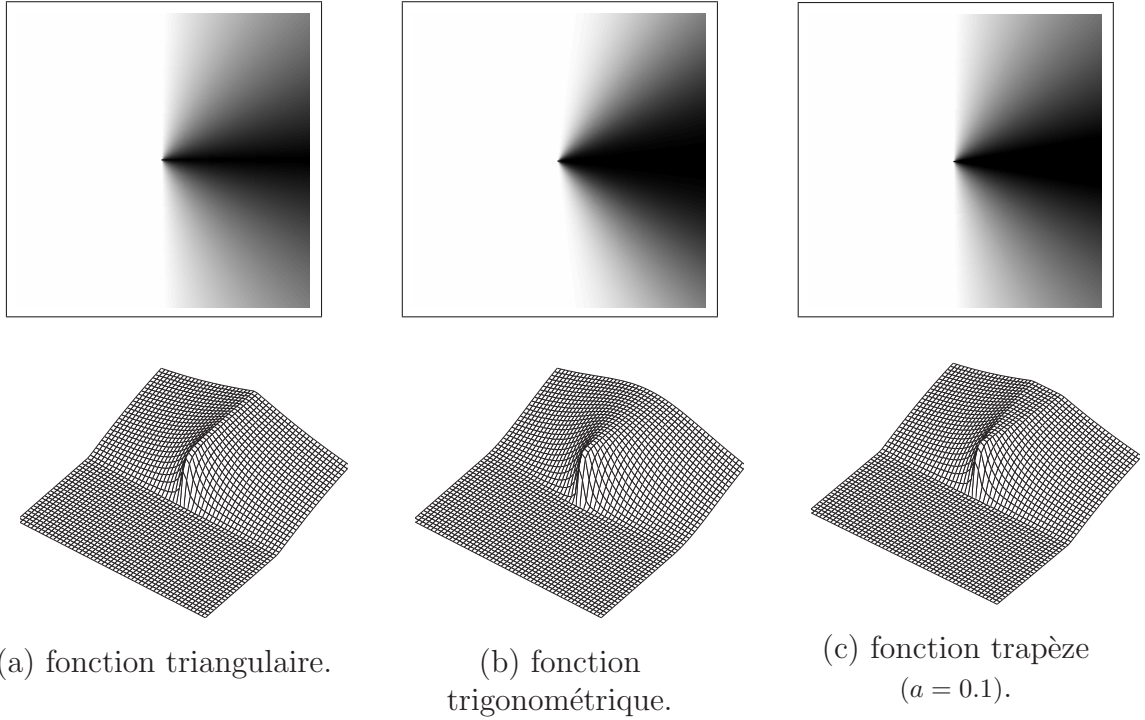 a) fonction triangulaire.
(b) fonction
trigonométrique.
(c) fonction trapèze
(a = 0.1).